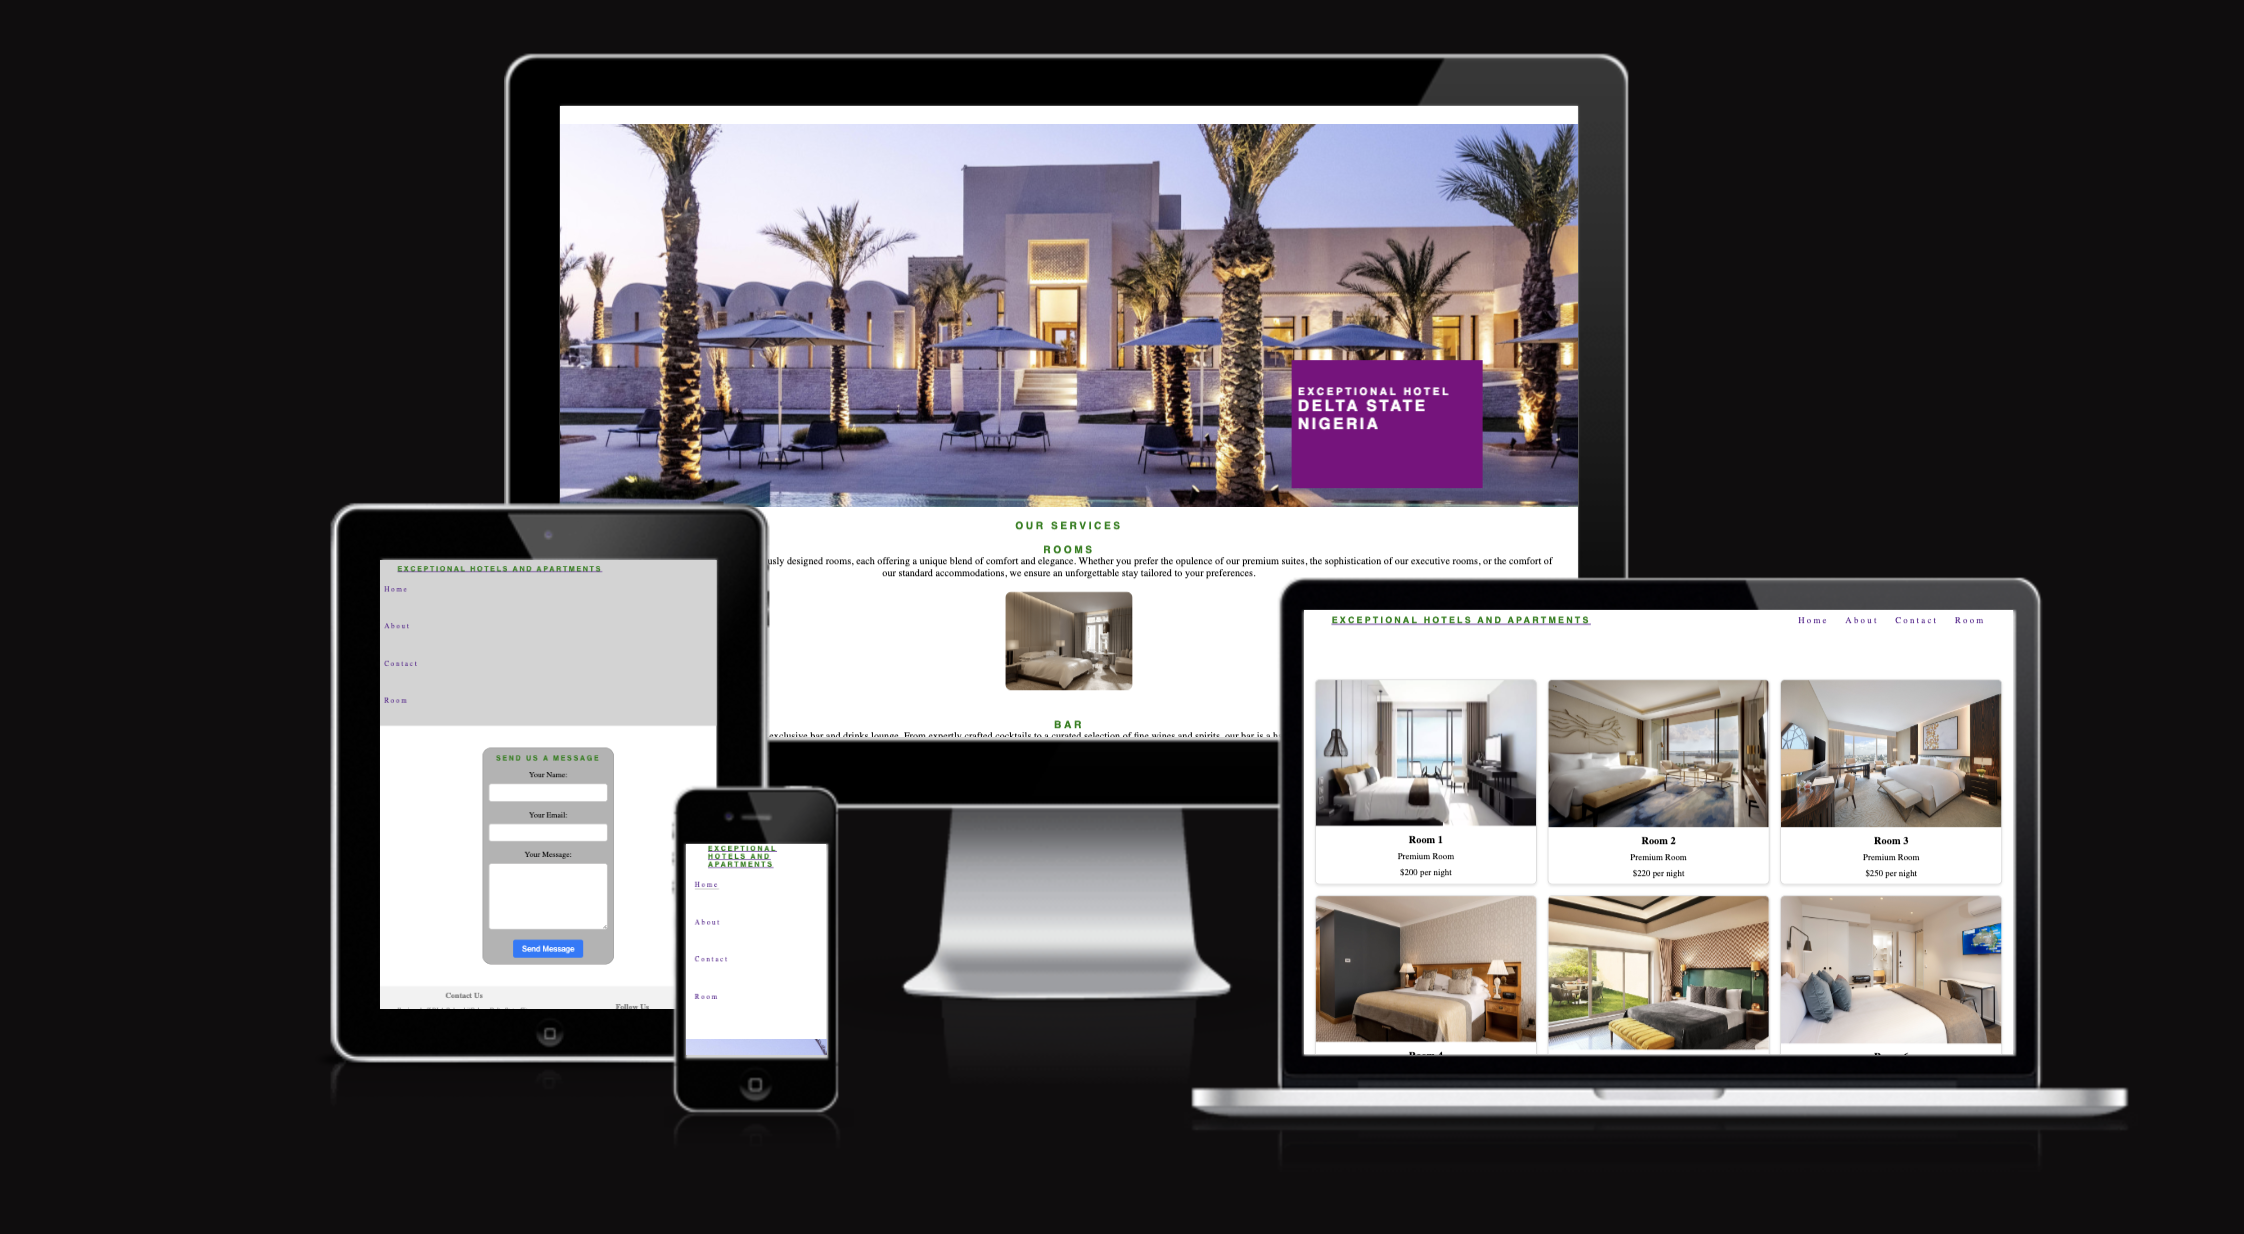 EXCEPTIONAL HOTEL
DELTA STATE
NIGERIA
OUR SERVICES
ROOMS
designed rooms, each offering a unique blend of comfort and elegance. Whether you prefer the opulence of our premium suites, the sophistication of our executive rooms, or the comfort of
our standard accommodations, we ensure an unforgettable stay tailored to your preferences.
BAR
exclusive bar and drinks lounge. From expertly crafted cocktails to a curated selection of fine wines and spirits, our bar is a
EXCEPTIONAL HOTELS AND APARTMENTS
Home
About
Contact
Room
SEND US A MESSAGE
Your Name:
Your Email:
Your Message:
Send Message
Contact Us
Follow Us
EXCEPTIONAL
HOTELS AND
APARTMENTS
Home
About
Contact
Room
EXCEPTIONAL HOTELS AND APARTMENTS
Home About Contact Room
Room 1
Premium Room
$200 per night
Room 2
Premium Room
$220 per night
Room 3
Premium Room
$250 per night